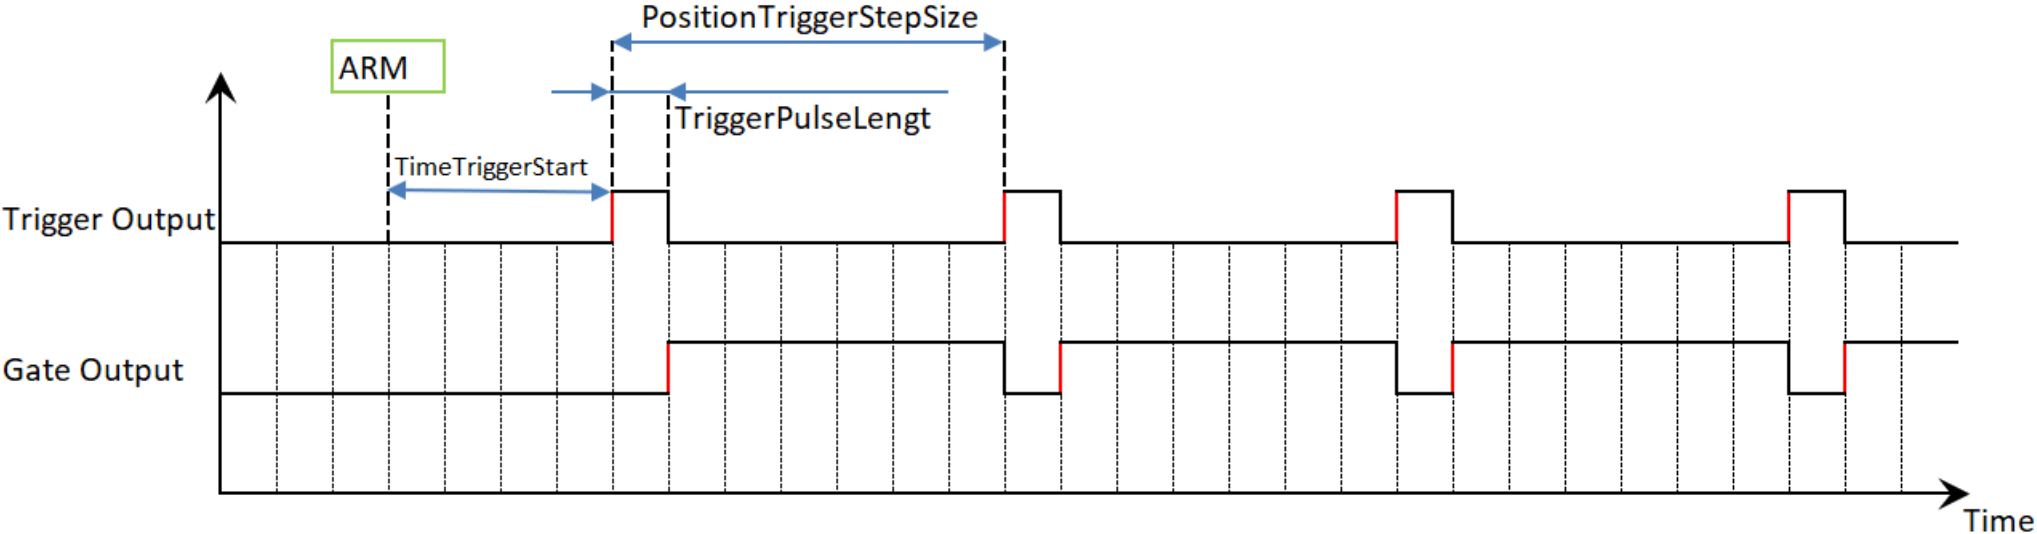 PositionTriggerStepSize
ARM
TriggerPulseLengt
TimeTriggerStart
Trigger Output
Gate Output
Time